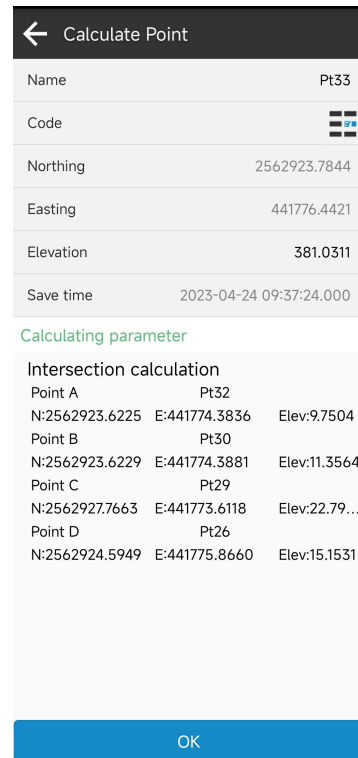 Calculate Point
Name Pt33
Code
Northing 2562923.7844
Easting 441776.4421
Elevation 381.0311
Save time 2023-04-24 09:37:24.000
Calculating parameter
Intersection calculation
Point A Pt32
N:2562923.6225 E:441774.3836 Elev:9.7504
Point B Pt30
N:2562923.6229 E:441774.3881 Elev:11.3564
Point C Pt29
N:2562927.7663 E:441773.6118 Elev:22.79...
Point D Pt26
N:2562924.5949 E:441775.8660 Elev:15.1531
OK